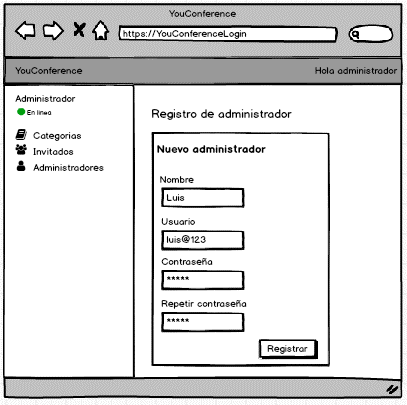 YouConference
https://YouConferenceLogin
YouConference
Hola administrador
Administrador
En linea
Categorias
Invitados
Administradores
Registro de administrador
Nuevo administrador
Nombre
Luis
Usuario
luis@123
Contraseña
*****
Repetir contraseña
*****
Registrar